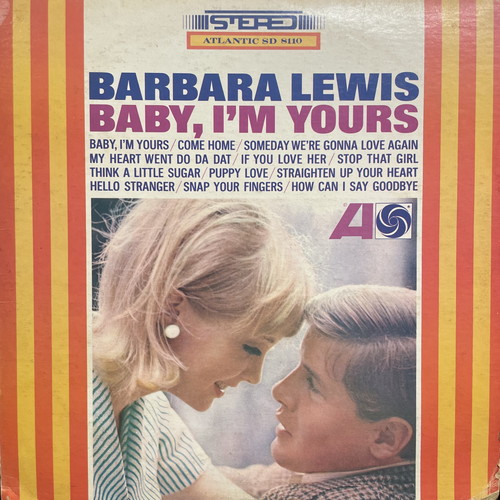 STEREO
ATLANTIC SD 8110
BARBARA LEWIS
BABY, I'M YOURS
BABY, I'M YOURS / COME HOME / SOMEDAY WE'RE GONNA LOVE AGAIN
MY HEART WENT DO DA DAT / IF YOU LOVE HER / STOP THAT GIRL
THINK A LITTLE SUGAR / PUPPY LOVE / STRAIGHTEN UP YOUR HEART
HELLO STRANGER / SNAP YOUR FINGERS / HOW CAN I SAY GOODBYE
A